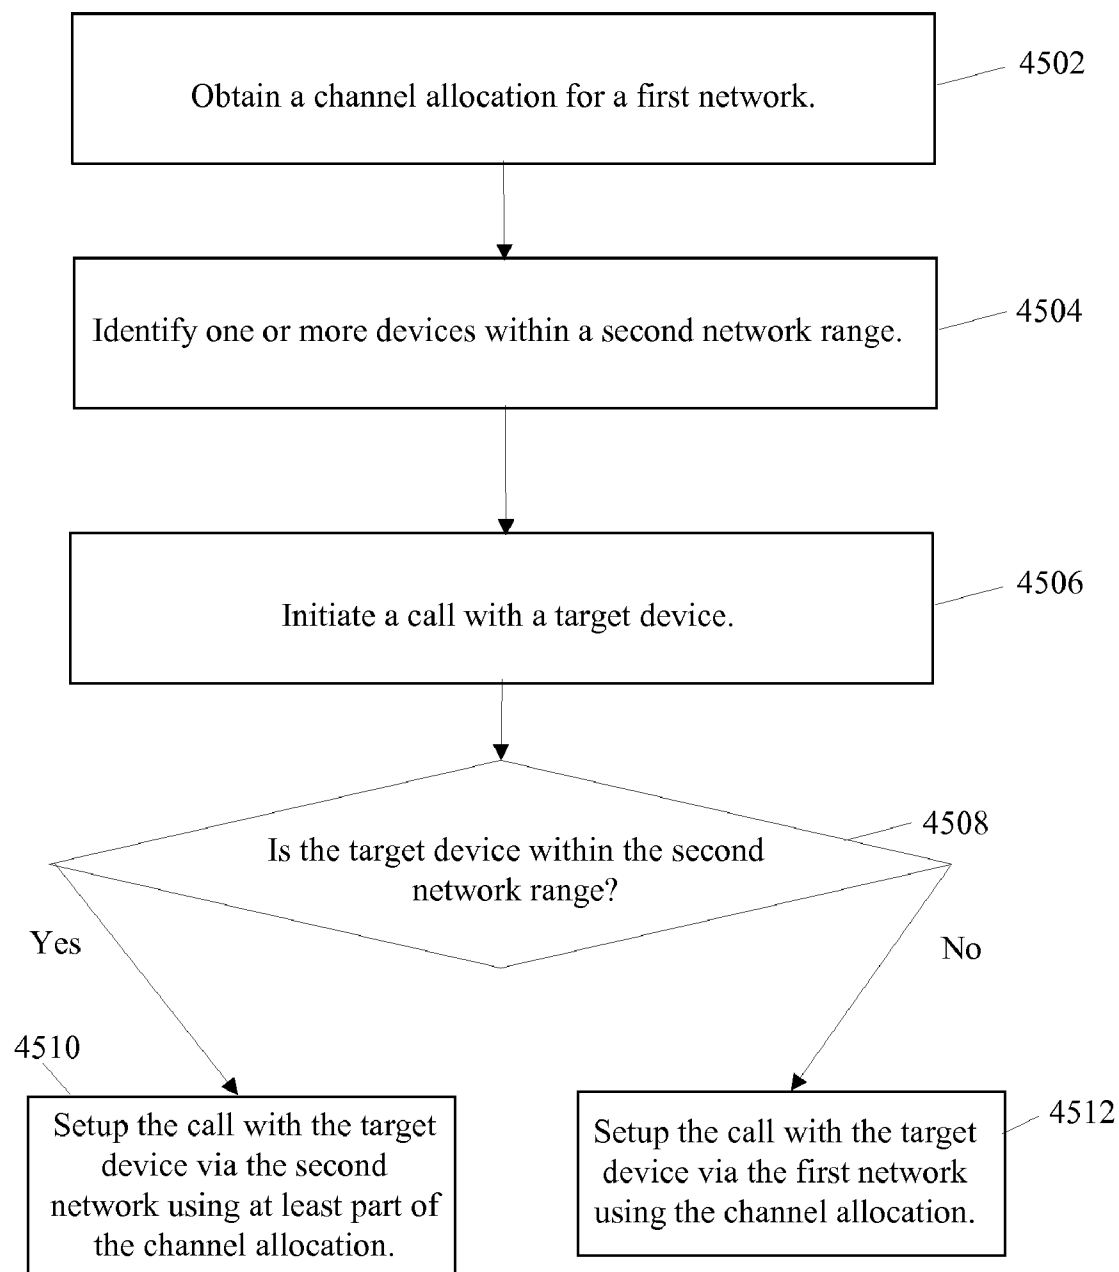 Obtain a channel allocation for a first network.
4502
Identify one or more devices within a second network range.
4504
Initiate a call with a target device.
4506
Is the target device within the second
network range?
4508
Yes
No
4510
Setup the call with the target
device via the second
network using at least part of
the channel allocation.
Setup the call with the target
device via the first network
using the channel allocation.
4512